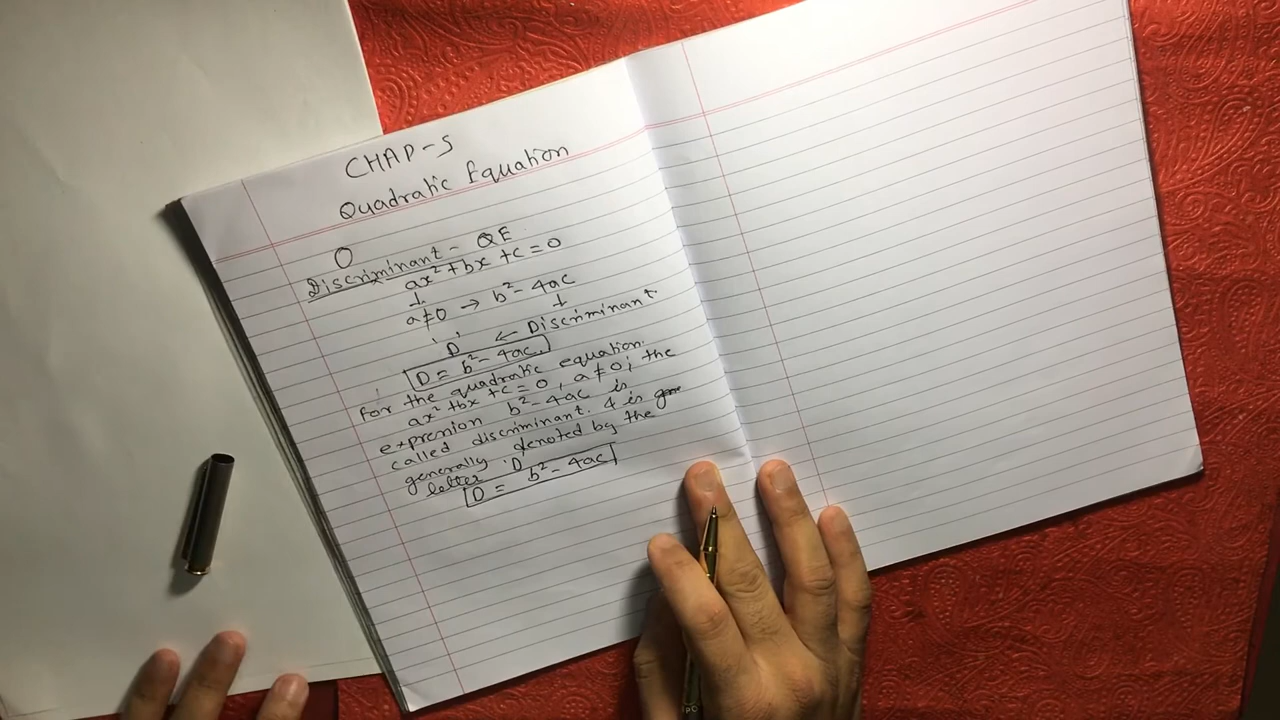 CHAP-5
Quadratic Equation
Discriminant - QE
ax²+bx+c=0
a≠0 → b²-4ac
'D' ← Discriminant
D = b²-4ac.
For the quadratic equation.
ax²+bx+c=0, a≠0; the
expression b²-4ac is
called discriminant. & is
generally denoted by the
letter 'D'
D = b²-4ac